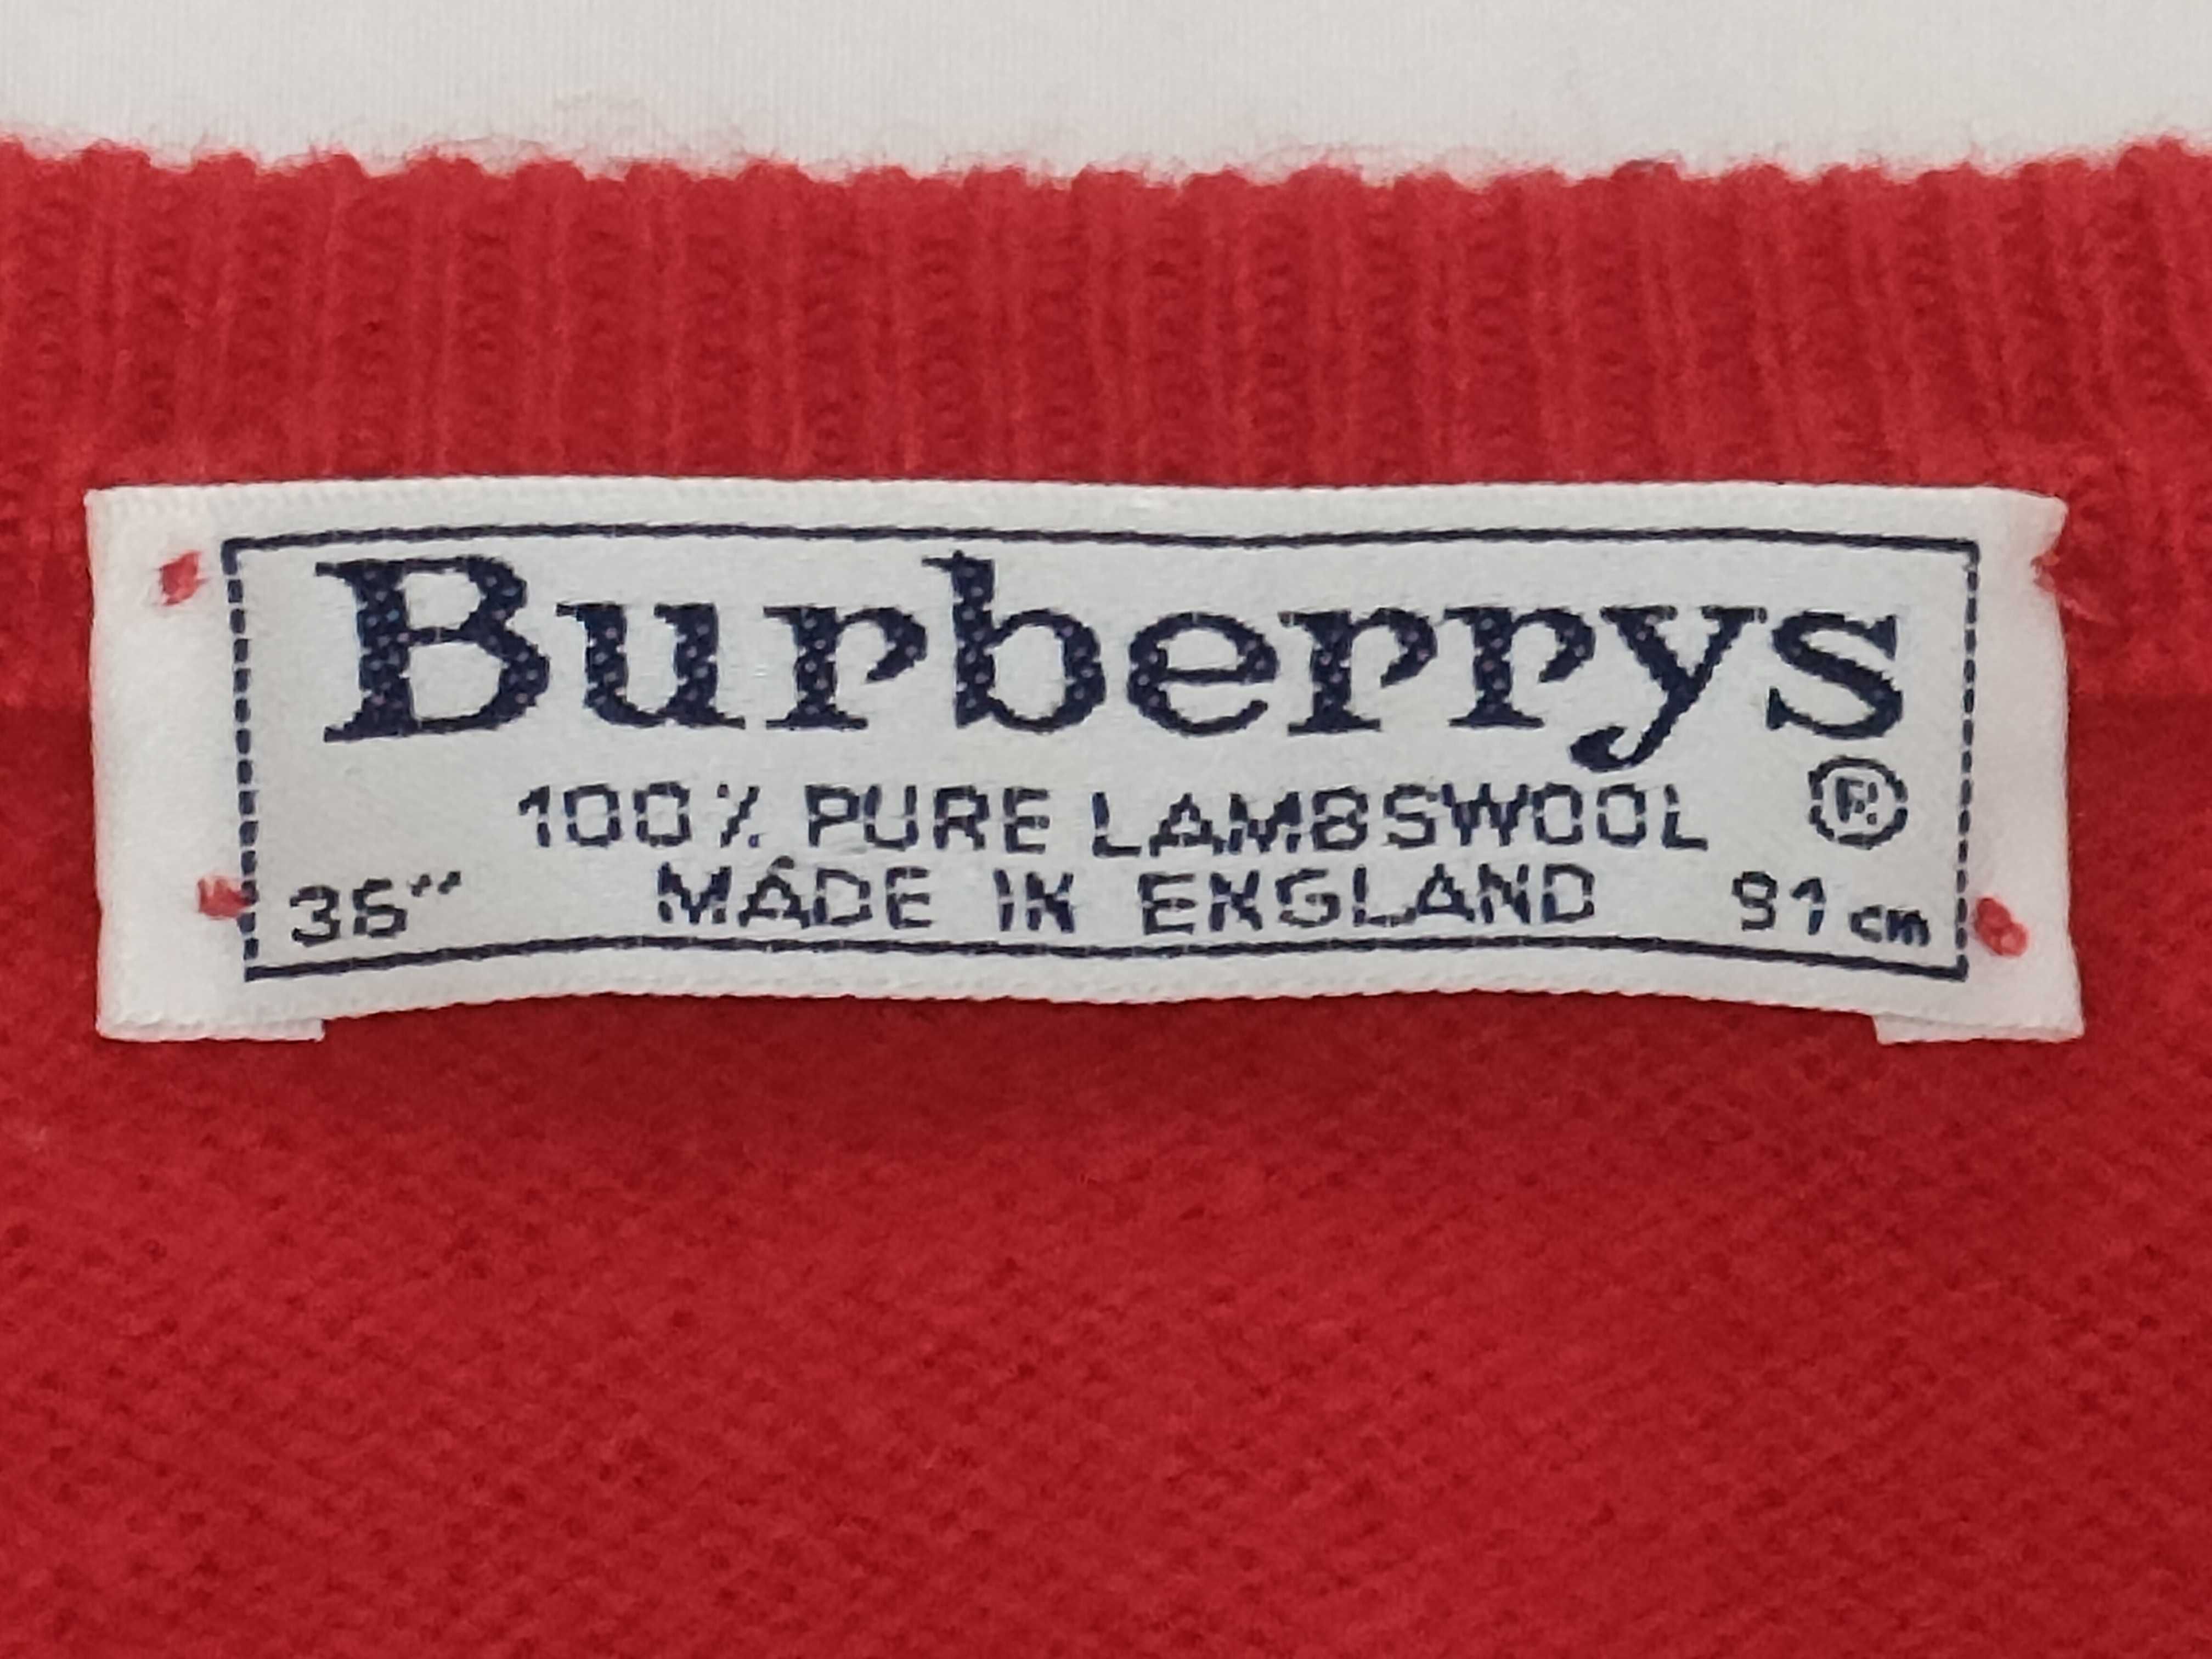 Burberrys
100% PURE LAMBSWOOL ®
36" MADE IN ENGLAND 91 cm